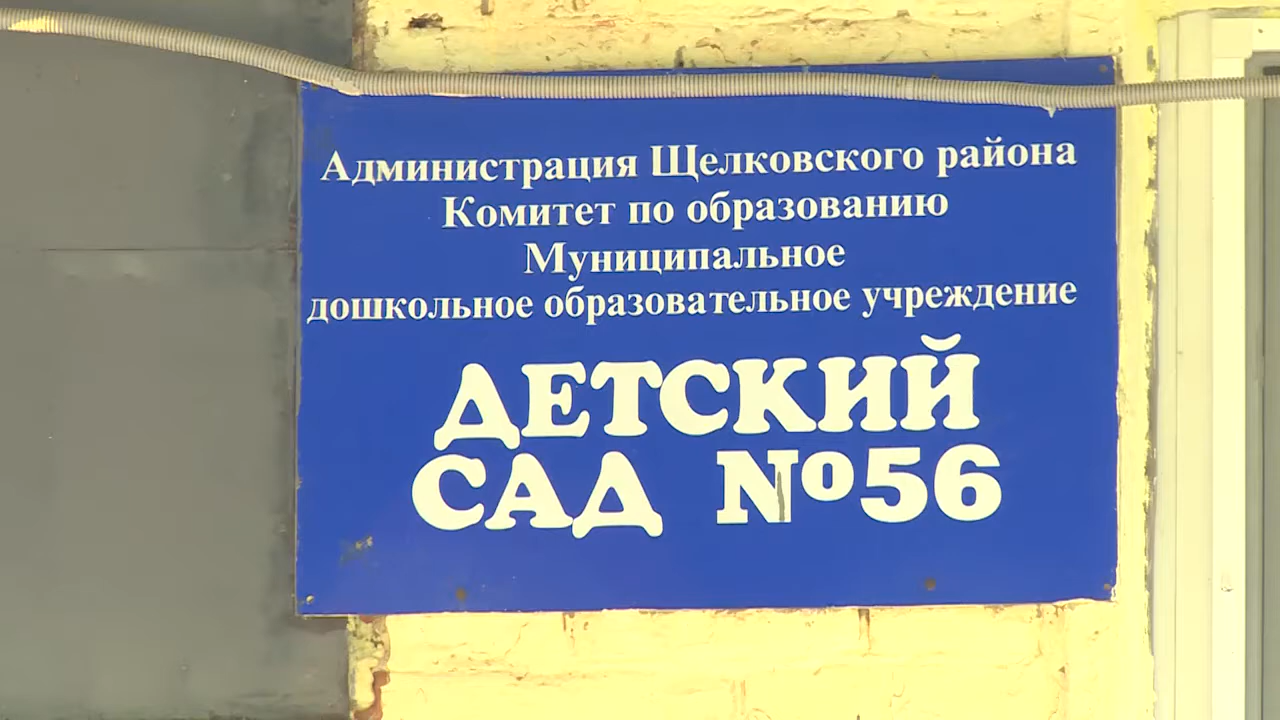 Администрация Щелковского района
Комитет по образованию
Муниципальное
дошкольное образовательное учреждение
ДЕТСКИЙ
САД №56